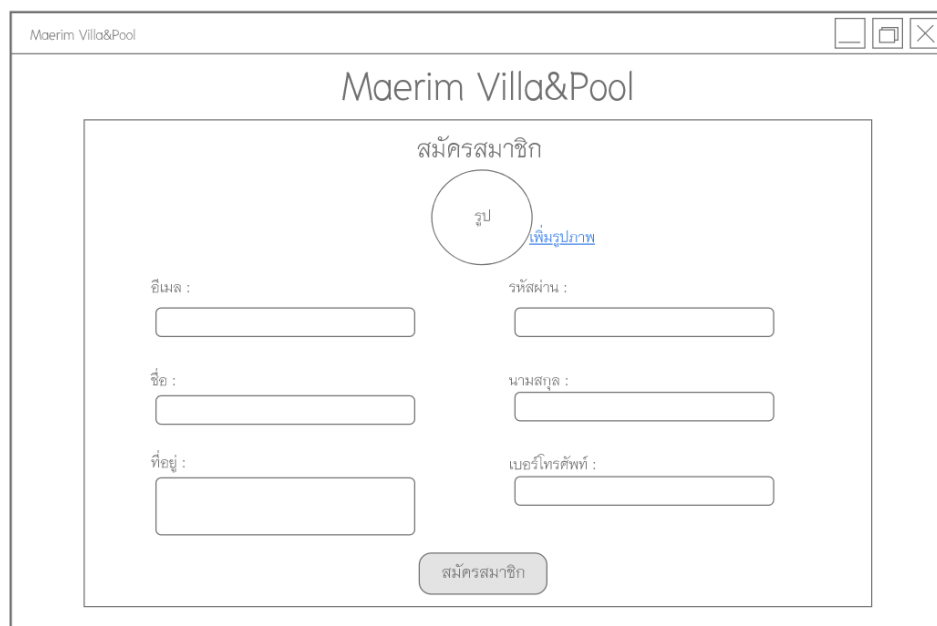 Maerim Villa&Pool
Maerim Villa&Pool
สมัครสมาชิก
รูป
เพิ่มรูปภาพ
อีเมล :
รหัสผ่าน :
ชื่อ :
นามสกุล :
ที่อยู่ :
เบอร์โทรศัพท์ :
สมัครสมาชิก